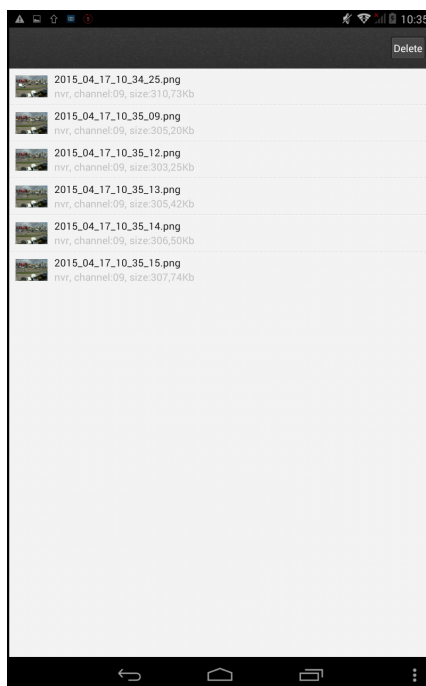 10:35
Delete
2015_04_17_10_34_25.png
nvr, channel:09, size:310,73Kb
2015_04_17_10_35_09.png
nvr, channel:09, size:305,20Kb
2015_04_17_10_35_12.png
nvr, channel:09, size:303,25Kb
2015_04_17_10_35_13.png
nvr, channel:09, size:305,42Kb
2015_04_17_10_35_14.png
nvr, channel:09, size:306,50Kb
2015_04_17_10_35_15.png
nvr, channel:09, size:307,74Kb